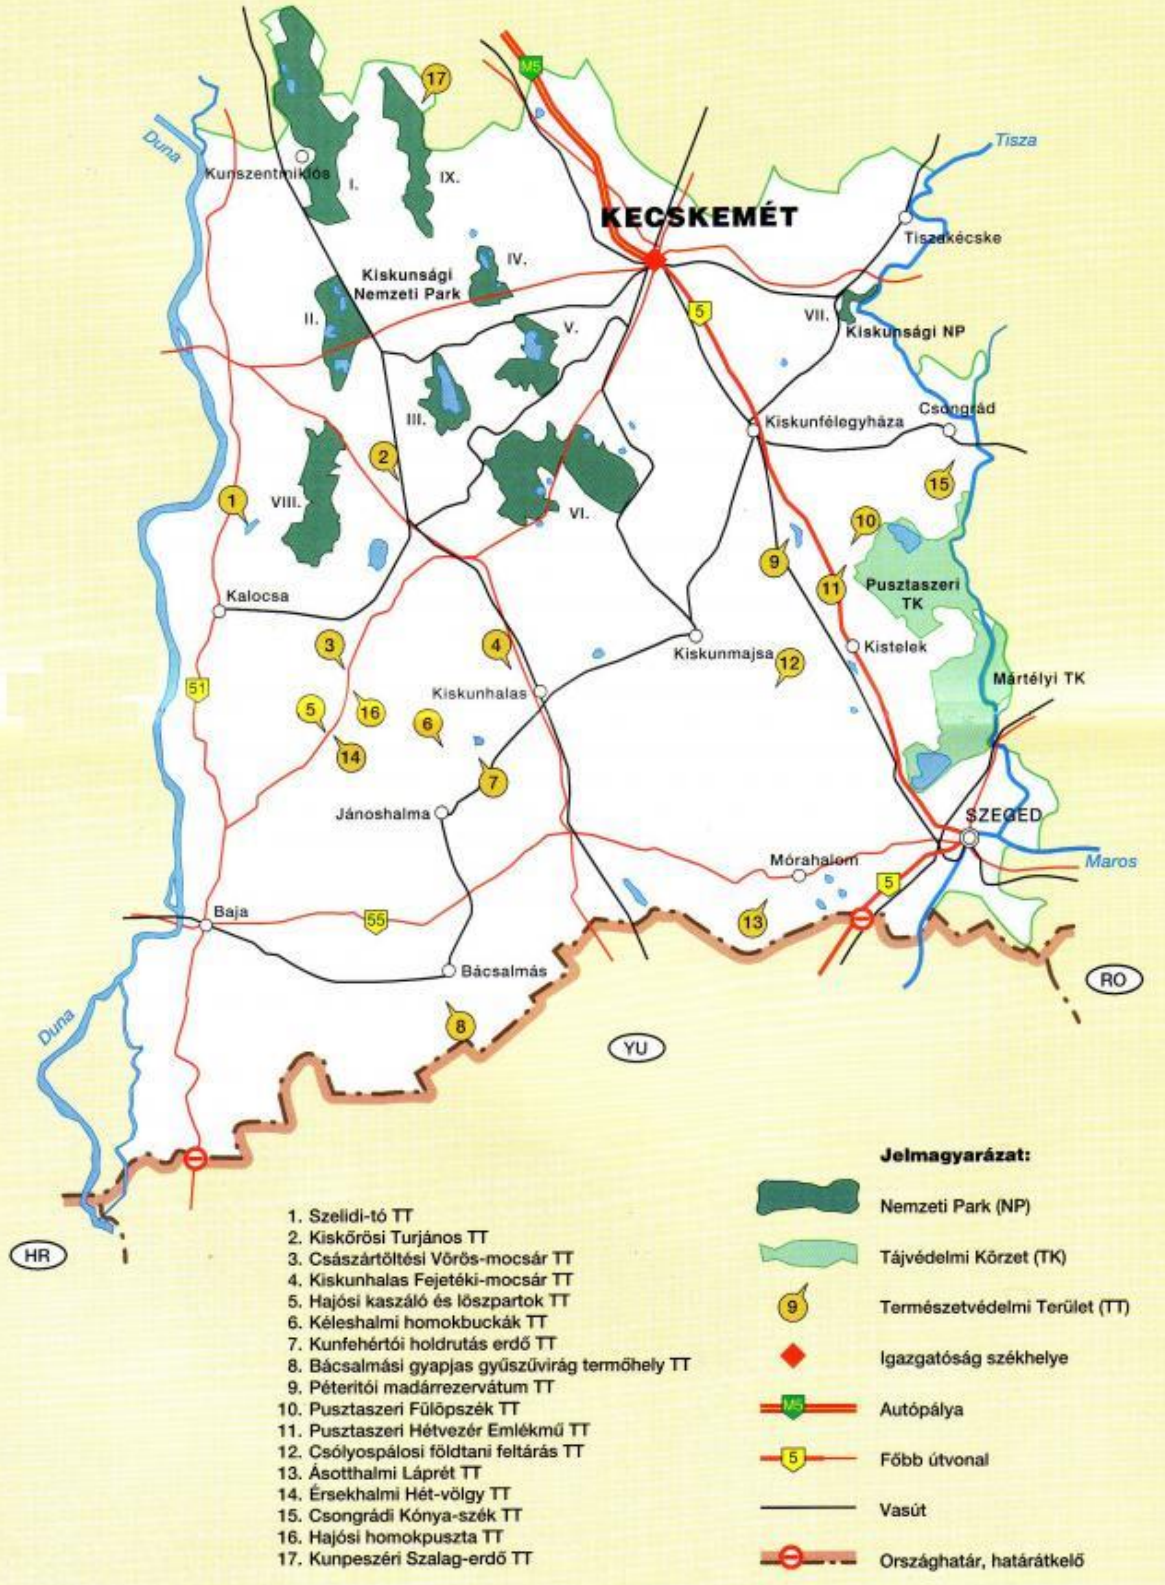 17
M5
Duna
Tisza
Kunszentmiklós
I.
IX.
KECSKEMÉT
Tiszakécske
IV.
Kiskunsági
Nemzeti Park
II.
V.
5
VII.
Kiskunsági NP
III.
Csongrád
Kiskunfélegyháza
2
15
1
VIII.
VI.
10
9
11
Pusztaszeri
TK
Kalocsa
3
4
Kiskunmajsa
12
Kistelek
51
Kiskunhalas
Mártélyi TK
5
16
6
14
7
Jánoshalma
SZEGED
Mórahalom
Maros
5
Baja
55
13
Bácsalmás
RO
Duna
8
YU
HR
Jelmagyarázat:
Nemzeti Park (NP)
Tájvédelmi Körzet (TK)
9 Természetvédelmi Terület (TT)
Igazgatóság székhelye
M5 Autópálya
5 Főbb útvonal
Vasút
Országhatár, határátkelő
1. Szelidi-tó TT
2. Kiskőrösi Turjános TT
3. Császártöltési Vörös-mocsár TT
4. Kiskunhalas Fejetéki-mocsár TT
5. Hajósi kaszáló és löszpartok TT
6. Kéleshalmi homokbuckák TT
7. Kunfehértói holdrutás erdő TT
8. Bácsalmási gyapjas gyűszűvirág termőhely TT
9. Péteritói madárrezervátum TT
10. Pusztaszeri Fülöpszék TT
11. Pusztaszeri Hétvezér Emlékmű TT
12. Csólyospálosi földtani feltárás TT
13. Ásotthalmi Láprét TT
14. Érsekhalmi Hét-völgy TT
15. Csongrádi Kónya-szék TT
16. Hajósi homokpuszta TT
17. Kunpeszéri Szalag-erdő TT